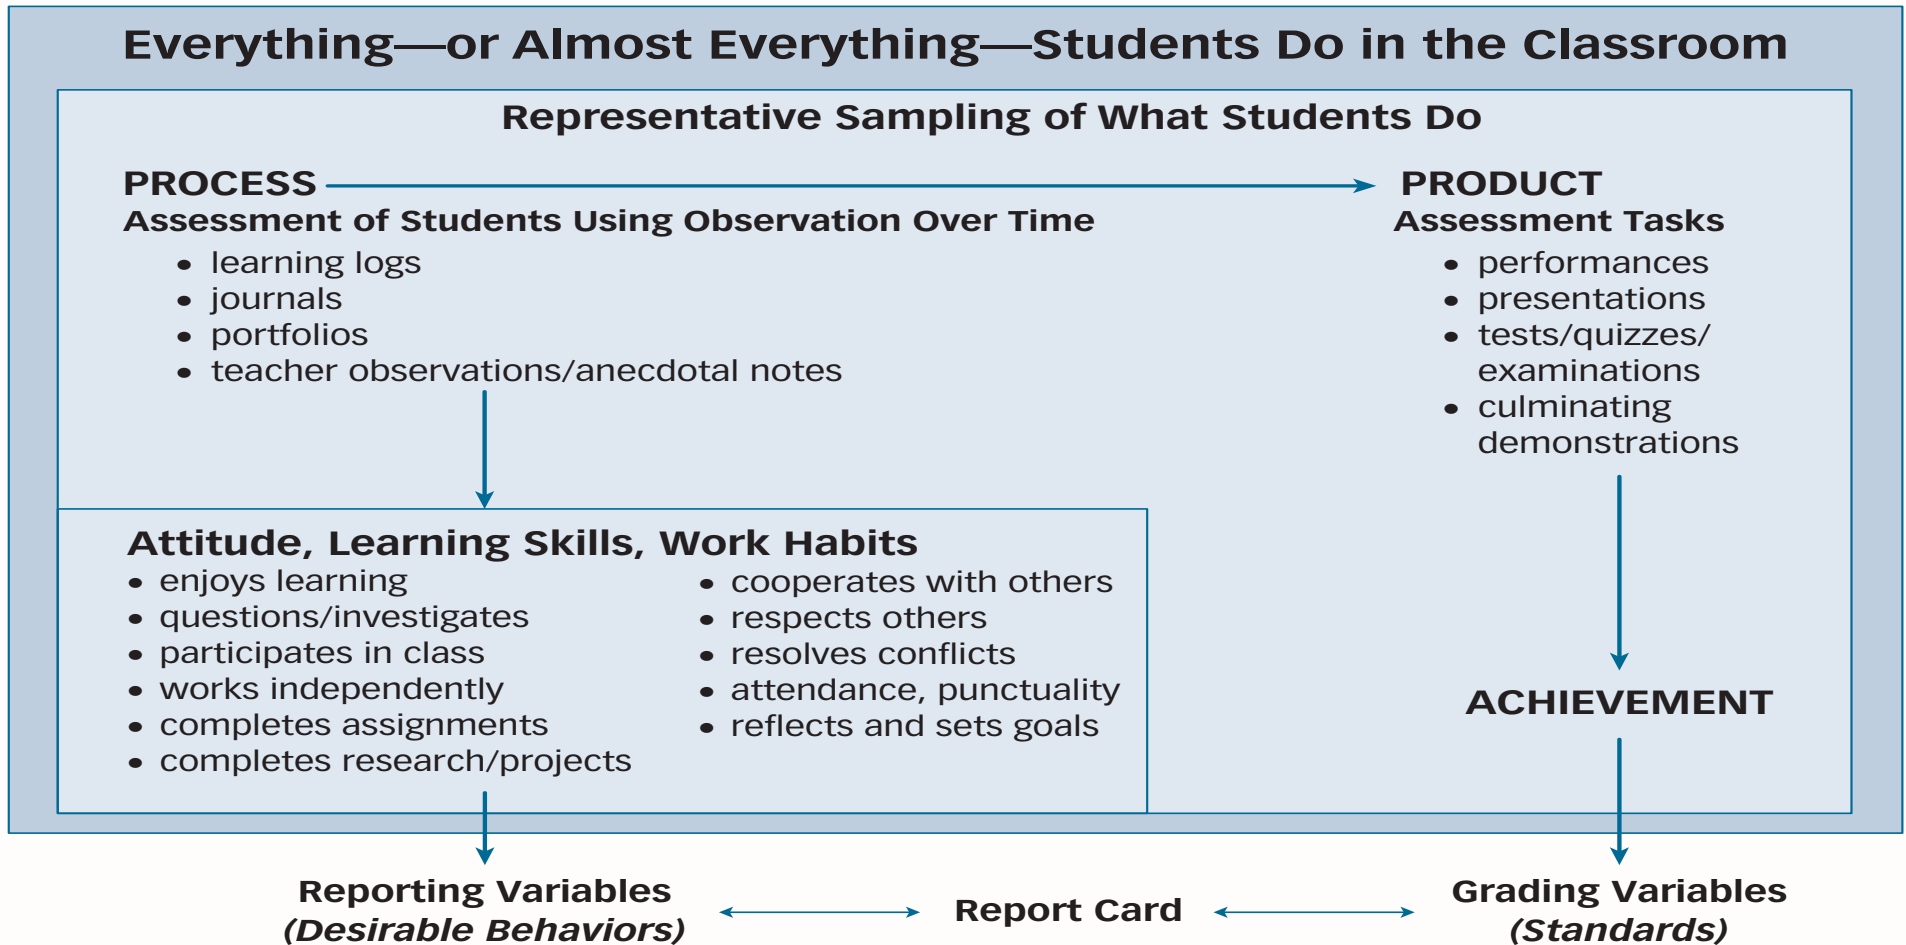 Everything—or Almost Everything—Students Do in the Classroom
Representative Sampling of What Students Do
PROCESS
Assessment of Students Using Observation Over Time
• learning logs
• journals
• portfolios
• teacher observations/anecdotal notes
PRODUCT
Assessment Tasks
• performances
• presentations
• tests/quizzes/
examinations
• culminating
demonstrations
Attitude, Learning Skills, Work Habits
• enjoys learning
• questions/investigates
• participates in class
• works independently
• completes assignments
• completes research/projects
• cooperates with others
• respects others
• resolves conflicts
• attendance, punctuality
• reflects and sets goals
ACHIEVEMENT
Reporting Variables
(Desirable Behaviors)
Report Card
Grading Variables
(Standards)